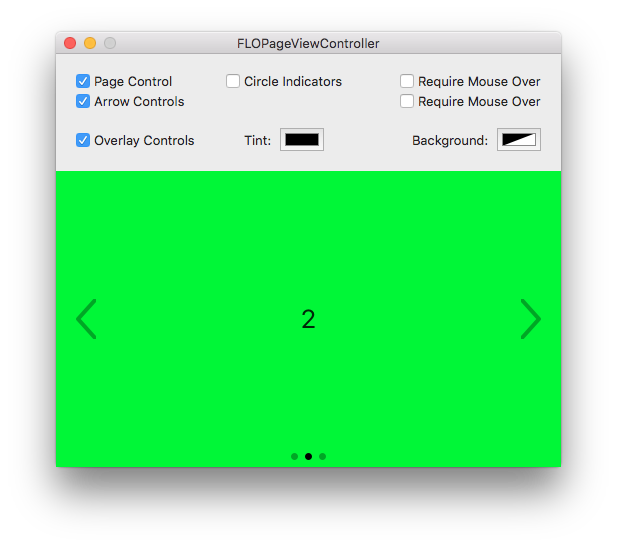 FLOPageViewController
Page Control Circle Indicators Require Mouse Over
Arrow Controls Require Mouse Over
Overlay Controls Tint: Background:
2